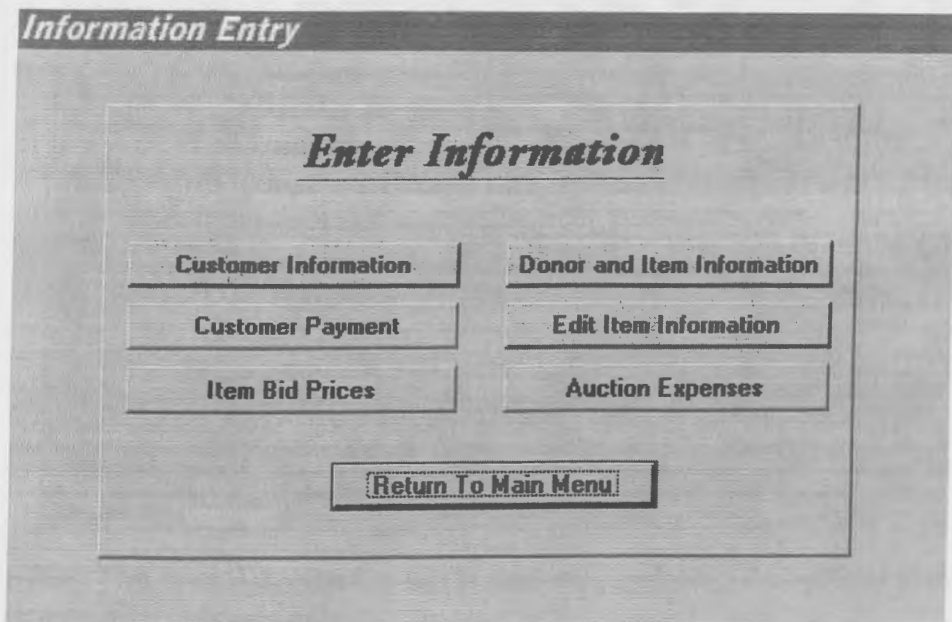 Information Entry
Enter Information
Customer Information
Donor and Item Information
Customer Payment
Edit Item Information
Item Bid Prices
Auction Expenses
Return To Main Menu